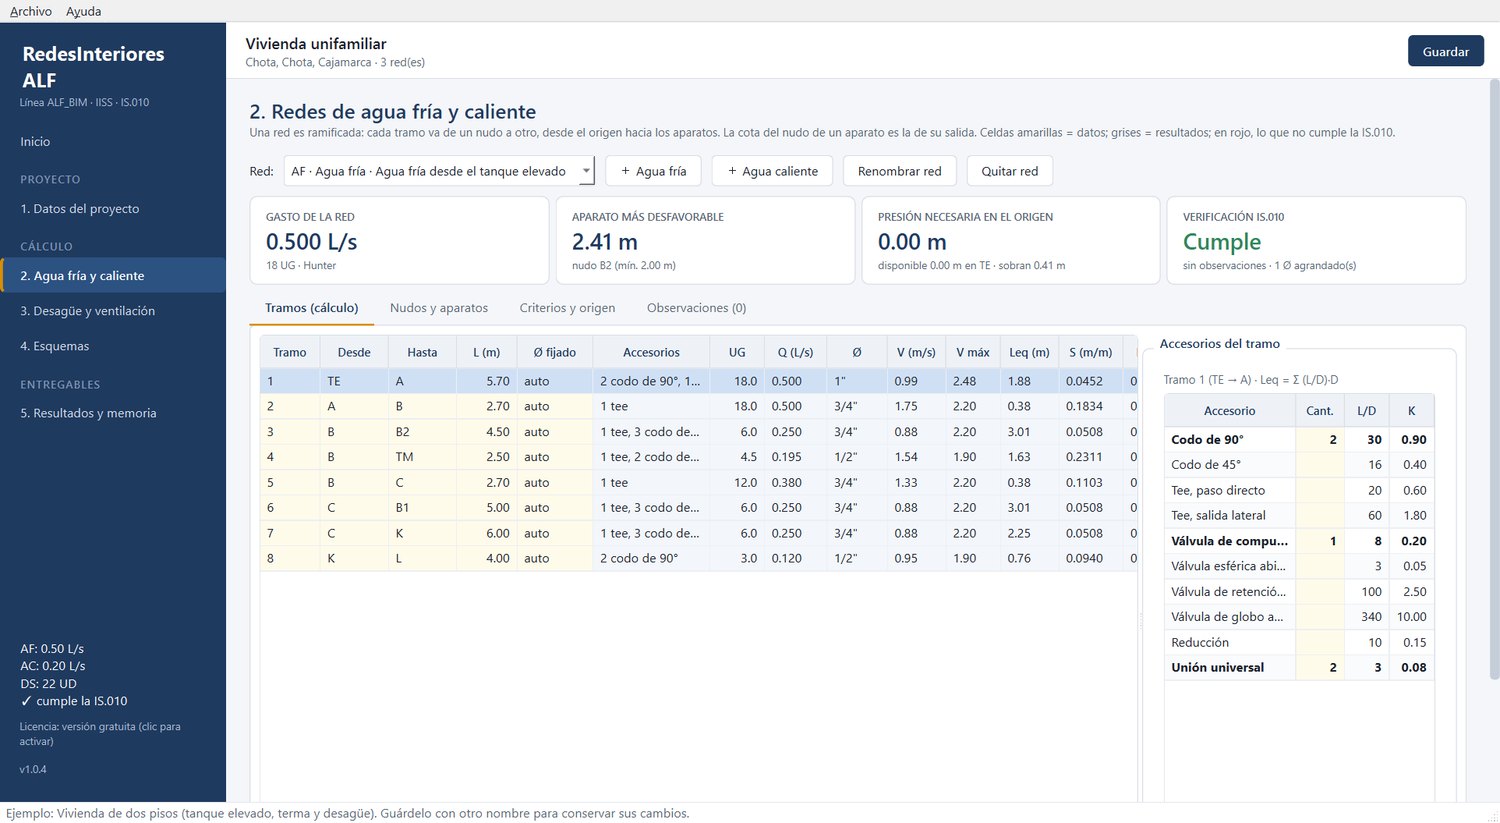 Archivo Ayuda
RedesInteriores
ALF
Línea ALF_BIM · IISS · IS.010
Inicio
PROYECTO
1. Datos del proyecto
CÁLCULO
2. Agua fría y caliente
3. Desagüe y ventilación
4. Esquemas
ENTREGABLES
5. Resultados y memoria
AF: 0.50 L/s
AC: 0.20 L/s
DS: 22 UD
✓ cumple la IS.010
Licencia: versión gratuita (clic para
activar)
v1.0.4
Vivienda unifamiliar
Chota, Chota, Cajamarca · 3 red(es)
Guardar
2. Redes de agua fría y caliente
Una red es ramificada: cada tramo va de un nudo a otro, desde el origen hacia los aparatos. La cota del nudo de un aparato es la de su salida. Celdas amarillas = datos; grises = resultados; en rojo, lo que no cumple la IS.010.
Red: AF · Agua fría · Agua fría desde el tanque elevado + Agua fría + Agua caliente Renombrar red Quitar red
GASTO DE LA RED
0.500 L/s
18 UG · Hunter
APARATO MÁS DESFAVORABLE
2.41 m
nudo B2 (mín. 2.00 m)
PRESIÓN NECESARIA EN EL ORIGEN
0.00 m
disponible 0.00 m en TE · sobran 0.41 m
VERIFICACIÓN IS.010
Cumple
sin observaciones · 1 Ø agrandado(s)
Tramos (cálculo) Nudos y aparatos Criterios y origen Observaciones (0)
Tramo Desde Hasta L (m) Ø fijado Accesorios UG Q (L/s) Ø V (m/s) V máx Leq (m) S (m/m)
1 TE A 5.70 auto 2 codo de 90°, 1... 18.0 0.500 1" 0.99 2.48 1.88 0.0452 0
2 A B 2.70 auto 1 tee 18.0 0.500 3/4" 1.75 2.20 0.38 0.1834 0
3 B B2 4.50 auto 1 tee, 3 codo de... 6.0 0.250 3/4" 0.88 2.20 3.01 0.0508 0
4 B TM 2.50 auto 1 tee, 2 codo de... 4.5 0.195 1/2" 1.54 1.90 1.63 0.2311 0
5 B C 2.70 auto 1 tee 12.0 0.380 3/4" 1.33 2.20 0.38 0.1103 0
6 C B1 5.00 auto 1 tee, 3 codo de... 6.0 0.250 3/4" 0.88 2.20 3.01 0.0508 0
7 C K 6.00 auto 1 tee, 3 codo de... 6.0 0.250 3/4" 0.88 2.20 2.25 0.0508 0
8 K L 4.00 auto 2 codo de 90° 3.0 0.120 1/2" 0.95 1.90 0.76 0.0940 0
Accesorios del tramo
Tramo 1 (TE → A) · Leq = Σ (L/D)·D
Accesorio Cant. L/D K
Codo de 90° 2 30 0.90
Codo de 45° 16 0.40
Tee, paso directo 20 0.60
Tee, salida lateral 60 1.80
Válvula de compu... 1 8 0.20
Válvula esférica abi... 3 0.05
Válvula de retenció... 100 2.50
Válvula de globo a... 340 10.00
Reducción 10 0.15
Unión universal 2 3 0.08
Ejemplo: Vivienda de dos pisos (tanque elevado, terma y desagüe). Guárdelo con otro nombre para conservar sus cambios.